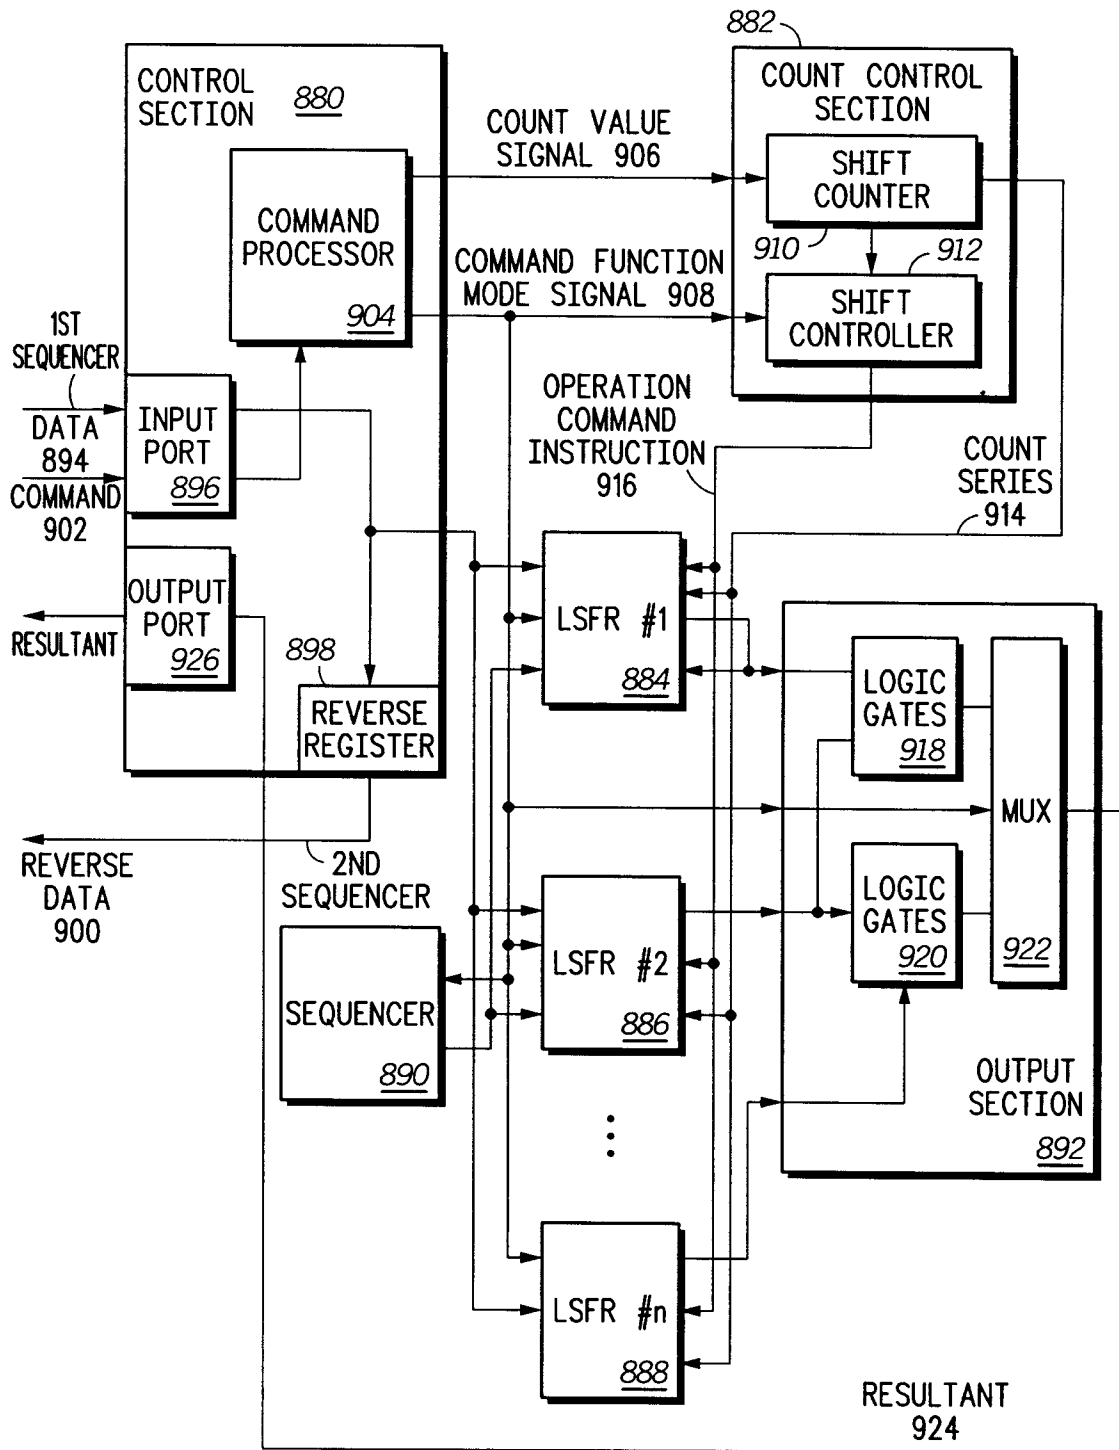 882
CONTROL
SECTION 880
COUNT CONTROL
SECTION
COUNT VALUE
SIGNAL 906
SHIFT
COUNTER
910
COMMAND
PROCESSOR
904
COMMAND FUNCTION
MODE SIGNAL 908
912
SHIFT
CONTROLLER
1ST
SEQUENCER
DATA
894
COMMAND
902
INPUT
PORT
896
OPERATION
COMMAND
INSTRUCTION
916
COUNT
SERIES
914
OUTPUT
PORT
926
RESULTANT
898
REVERSE
REGISTER
LSFR #1
884
LOGIC
GATES
918
MUX
922
REVERSE
DATA
900
2ND
SEQUENCER
LOGIC
GATES
920
SEQUENCER
890
LSFR #2
886
OUTPUT
SECTION
892
LSFR #n
888
RESULTANT
924